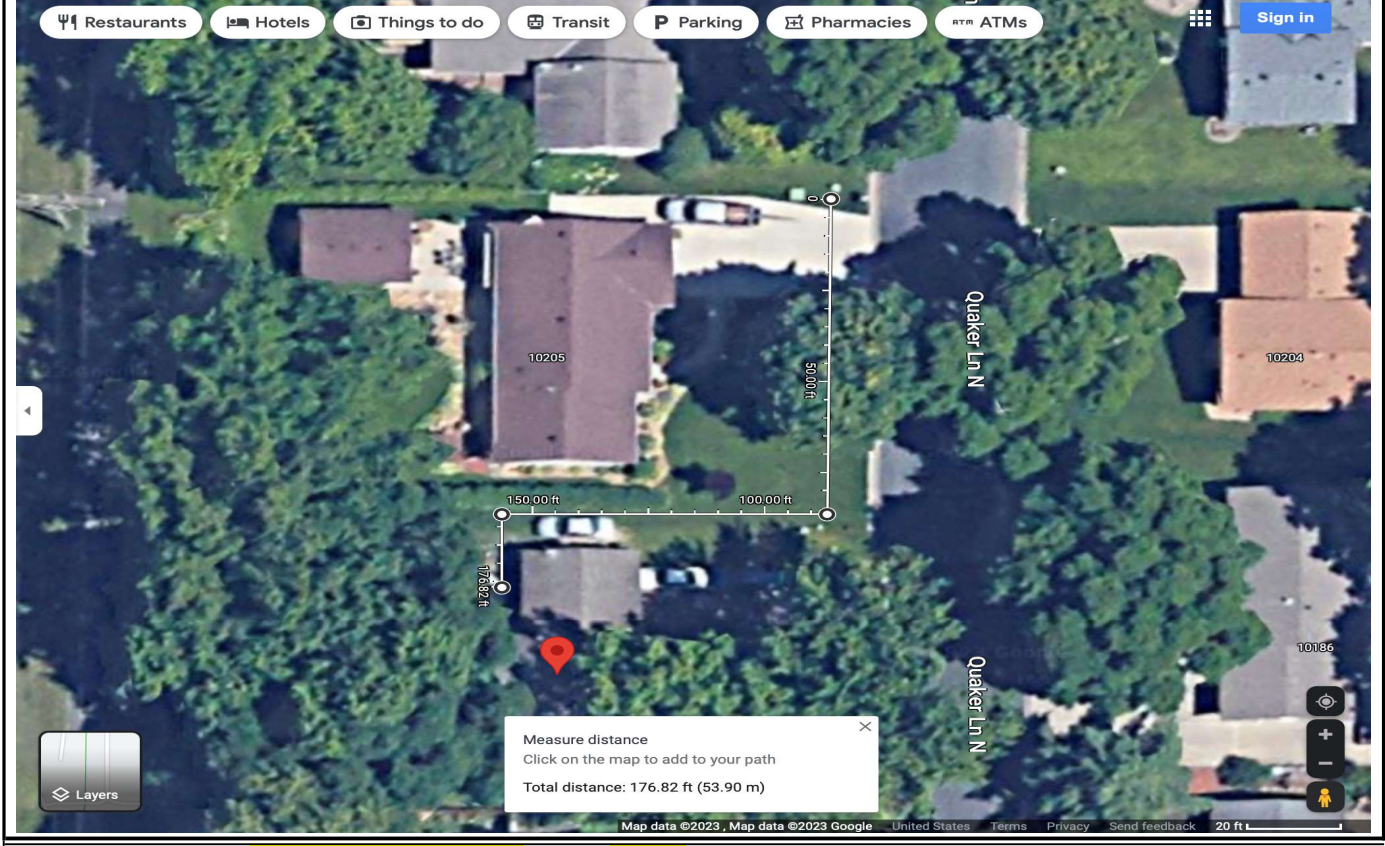 Restaurants
Hotels
Things to do
Transit
P Parking
Pharmacies
ATM ATMs
Sign in
0
10205
Quaker Ln N
10204
50.00 ft
150.00 ft
100.00 ft
176.82 ft
10186
Quaker Ln N
Measure distance
Click on the map to add to your path
Total distance: 176.82 ft (53.90 m)
Layers
Map data ©2023 , Map data ©2023 Google United States Terms Privacy Send feedback 20 ft